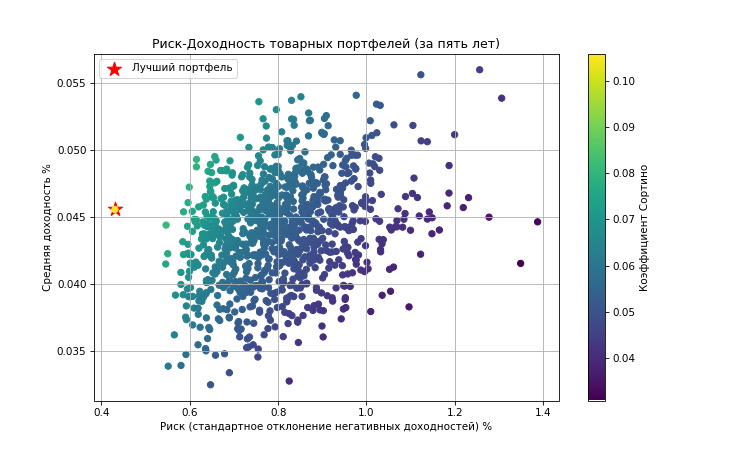 Риск-Доходность товарных портфелей (за пять лет)
Лучший портфель
Средняя доходность %
0.055
0.050
0.045
0.040
0.035
0.4 0.6 0.8 1.0 1.2 1.4
Риск (стандартное отклонение негативных доходностей) %
0.10
0.09
0.08
0.07
0.06
0.05
0.04
Коэффициент Сортино